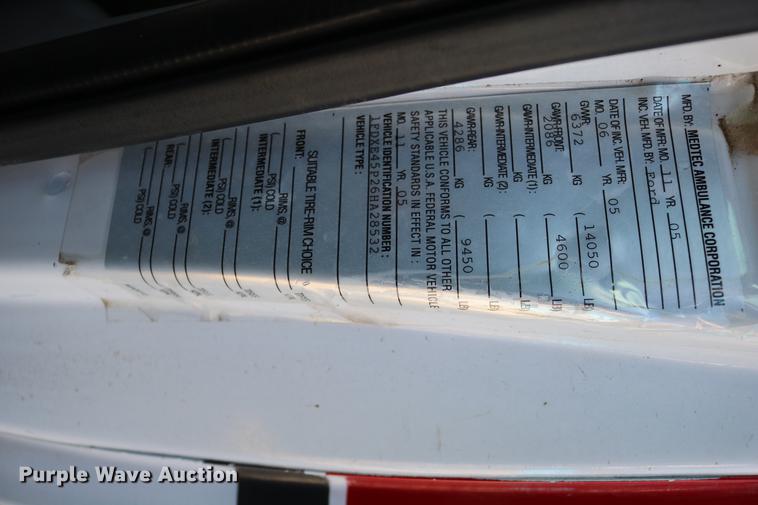 MFD. BY: MEDTEC AMBULANCE CORPORATION
DATE OF MFR: MO. 11 YR. 05
INC. VEH. MFD. BY: Ford
DATE OF INC. VEH. MFR:
MO. 06 YR. 05
GVWR:
6372 KG ( 14050 LB)
GAWR-FRONT:
2086 KG ( 4600 LB)
GAWR-INTERMEDIATE (1):
KG ( LB)
GAWR-INTERMEDIATE (2):
KG ( LB)
GAWR-REAR:
4286 KG ( 9450 LB)
THIS VEHICLE CONFORMS TO ALL OTHER
APPLICABLE U.S.A. FEDERAL MOTOR VEHICLE
SAFETY STANDARDS IN EFFECT IN :
MO. 11 YR. 05
VEHICLE IDENTIFICATION NUMBER :
1FDXE45P26HA28532
VEHICLE TYPE:
SUITABLE TIRE-RIM CHOICE
FRONT:
RIMS, @
PSI) COLD
INTERMEDIATE (1):
RIMS, @
PSI) COLD
INTERMEDIATE (2):
RIMS, @
PSI) COLD
REAR:
RIMS, @
PSI) COLD
Purple Wave Auction